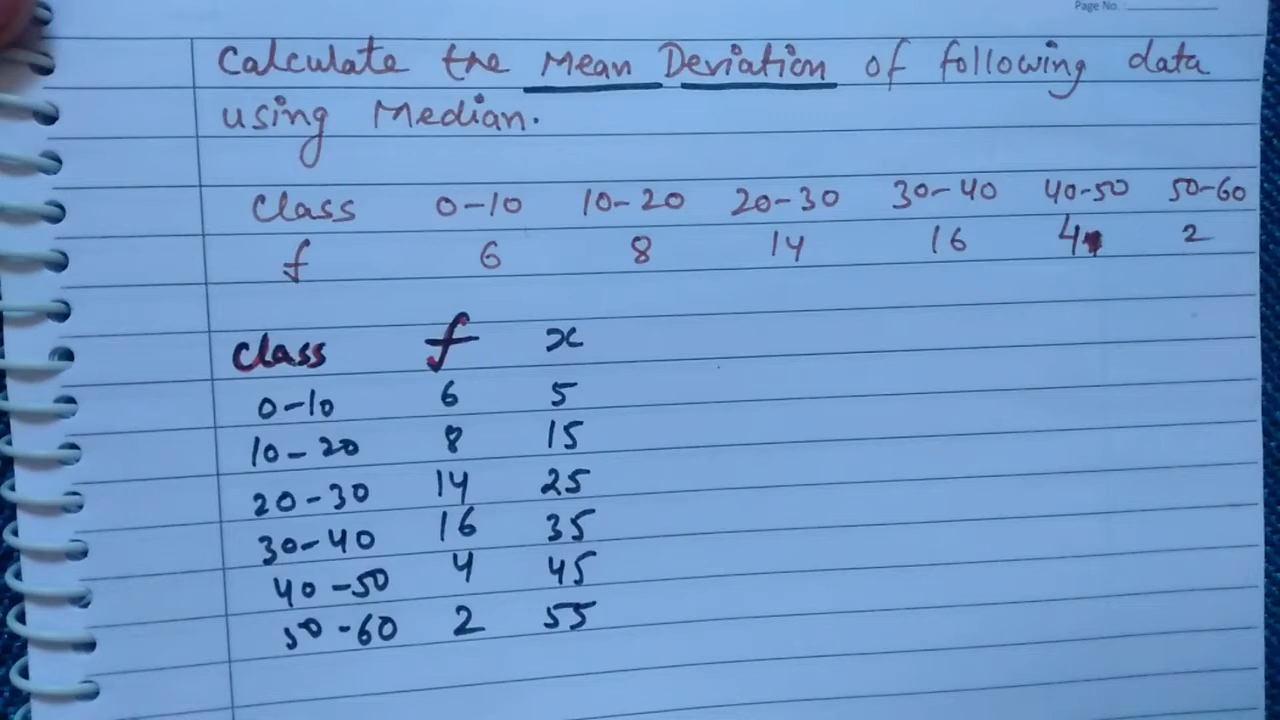 Page No.
Calculate the Mean Deviation of following data
using Median.
Class 0-10 10-20 20-30 30-40 40-50 50-60
f 6 8 14 16 4 2
Class f x
0-10 6 5
10-20 8 15
20-30 14 25
30-40 16 35
40-50 4 45
50-60 2 55